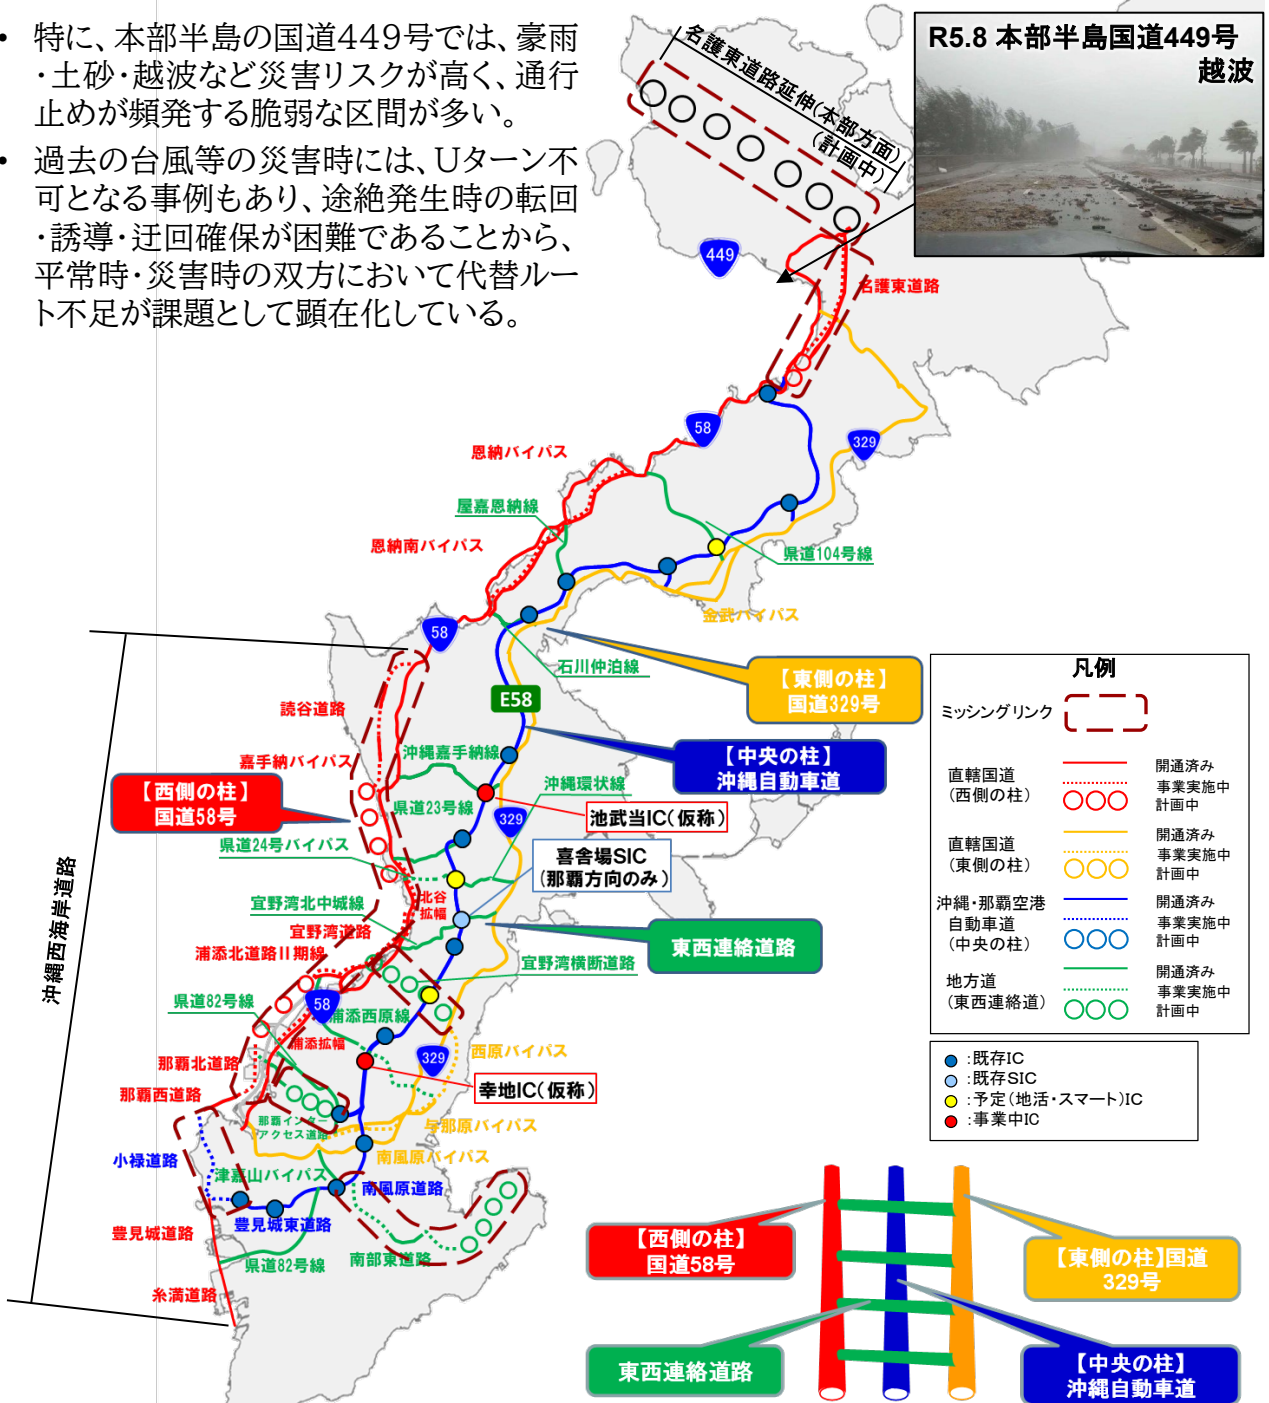 • 特に、本部半島の国道449号では、豪雨
・土砂・越波など災害リスクが高く、通行
止めが頻発する脆弱な区間が多い。
• 過去の台風等の災害時には、Uターン不
可となる事例もあり、途絶発生時の転回
・誘導・迂回確保が困難であることから、
平常時・災害時の双方において代替ルー
ト不足が課題として顕在化している。
R5.8 本部半島国道449号
越波
名護東道路延伸(本部方面)
(計画中)
449
名護東道路
58
329
恩納バイパス
屋嘉恩納線
恩納南バイパス
県道104号線
金武バイパス
58
石川仲泊線
【東側の柱】
国道329号
E58
読谷道路
【中央の柱】
沖縄自動車道
嘉手納バイパス
沖縄嘉手納線
沖縄環状線
【西側の柱】
国道58号
県道23号線
池武当IC(仮称)
329
県道24号バイパス
喜舎場SIC
(那覇方向のみ)
北谷
拡幅
宜野湾北中城線
宜野湾道路
東西連絡道路
浦添北道路Ⅱ期線
宜野湾横断道路
沖縄西海岸道路
県道82号線
58
浦添西原線
浦添拡幅
西原バイパス
329
那覇北道路
幸地IC(仮称)
那覇西道路
那覇インター
アクセス道路
与那原バイパス
南風原バイパス
小禄道路
津嘉山バイパス
南風原道路
豊見城道路
豊見城東道路
県道82号線
南部東道路
糸満道路
凡例
ミッシングリンク
直轄国道
(西側の柱)
開通済み
事業実施中
計画中
直轄国道
(東側の柱)
開通済み
事業実施中
計画中
沖縄・那覇空港
自動車道
(中央の柱)
開通済み
事業実施中
計画中
地方道
(東西連絡道)
開通済み
事業実施中
計画中
:既存IC
:既存SIC
:予定(地活・スマート)IC
:事業中IC
【西側の柱】
国道58号
【東側の柱】国道
329号
東西連絡道路
【中央の柱】
沖縄自動車道